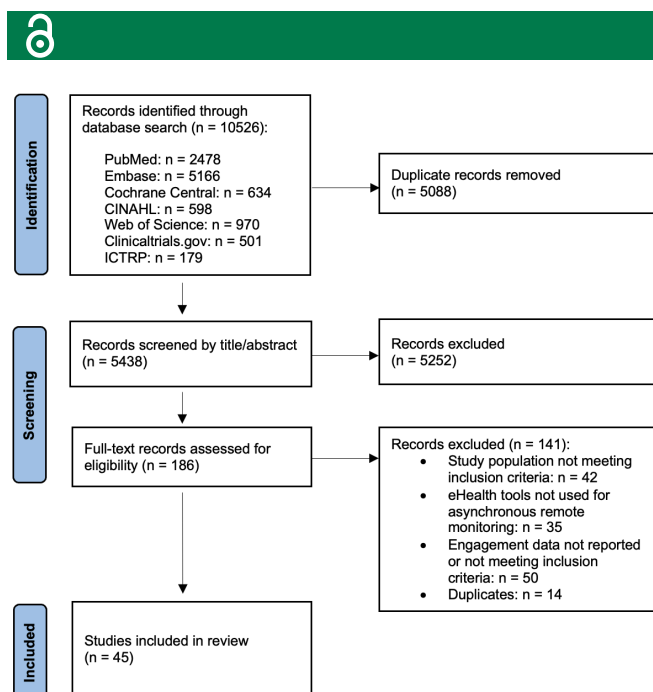 Identification
Records identified through
database search (n = 10526):
PubMed: n = 2478
Embase: n = 5166
Cochrane Central: n = 634
CINAHL: n = 598
Web of Science: n = 970
Clinicaltrials.gov: n = 501
ICTRP: n = 179
Duplicate records removed
(n = 5088)
Screening
Records screened by title/abstract
(n = 5438)
Records excluded
(n = 5252)
Full-text records assessed for
eligibility (n = 186)
Records excluded (n = 141):
• Study population not meeting
inclusion criteria: n = 42
• eHealth tools not used for
asynchronous remote
monitoring: n = 35
• Engagement data not reported
or not meeting inclusion
criteria: n = 50
• Duplicates: n = 14
Included
Studies included in review
(n = 45)